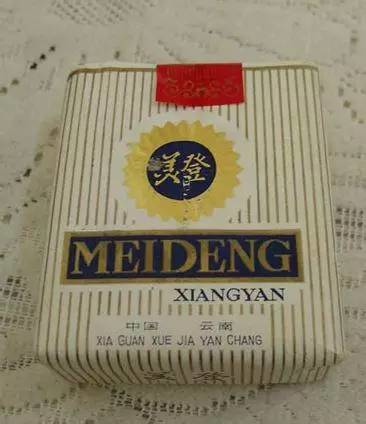 美登
MEIDENG
XIANGYAN
中国 云南
XIA GUAN XUE JIA YAN CHANG